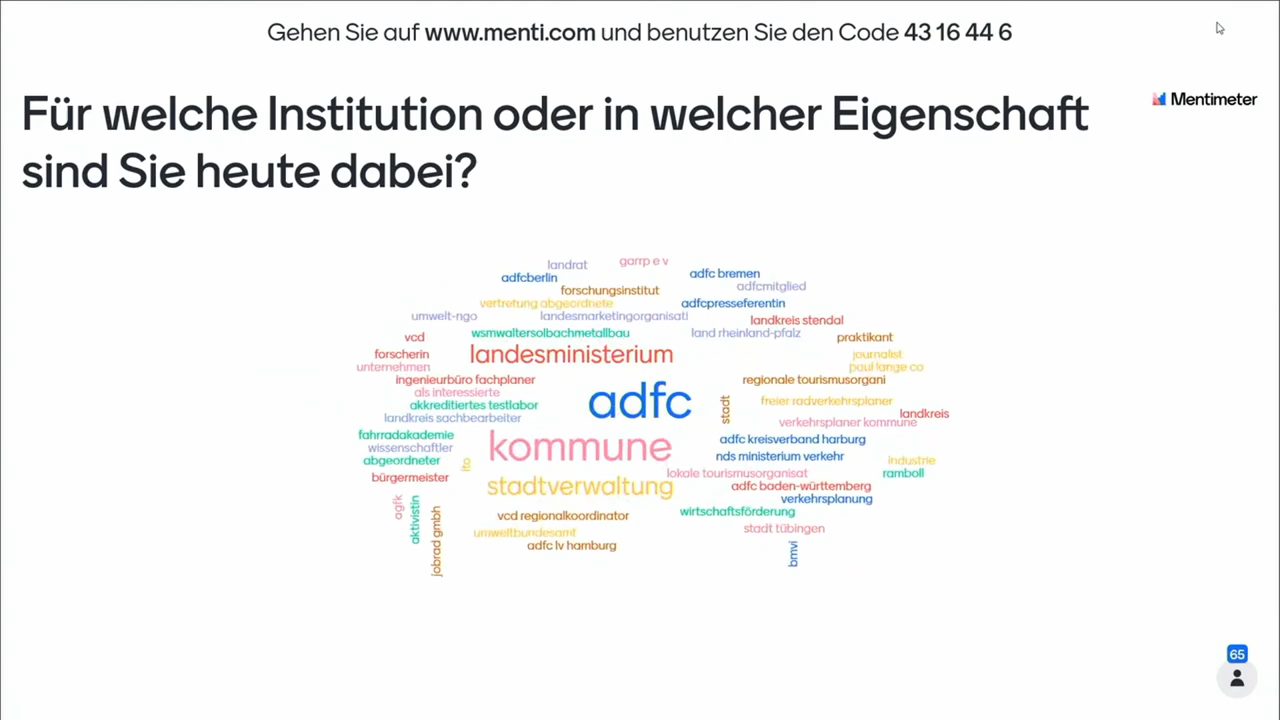 Gehen Sie auf www.menti.com und benutzen Sie den Code 43 16 44 6
Für welche Institution oder in welcher Eigenschaft
sind Sie heute dabei?
Mentimeter
landrat
garrp e v
adfcberlin
adfc bremen
forschungsinstitut
adfcmitglied
vertretung abgeordnete
adfcpresseferentin
umwelt-ngo
landesmarketingorganisati
landkreis stendal
vcd
wsmwaltersolbachmetallbau
land rheinland-pfalz
praktikant
forscherin
landesministerium
journalist
unternehmen
paul lange co
ingenieurbüro fachplaner
regionale tourismusorgani
als interessierte
adfc
stadt
freier radverkehrsplaner
akkreditiertes testlabor
landkreis
landkreis sachbearbeiter
verkehrsplaner kommune
fahrradakademie
kommune
adfc kreisverband harburg
wissenschaftler
nds ministerium verkehr
abgeordneter
ito
industrie
bürgermeister
lokale tourismusorganisat
ramboll
stadtverwaltung
adfc baden-württemberg
verkehrsplanung
agfk
aktivistin
jobrad gmbh
vcd regionalkoordinator
wirtschaftsförderung
umweltbundesamt
stadt tübingen
adfc lv hamburg
bmvi
65